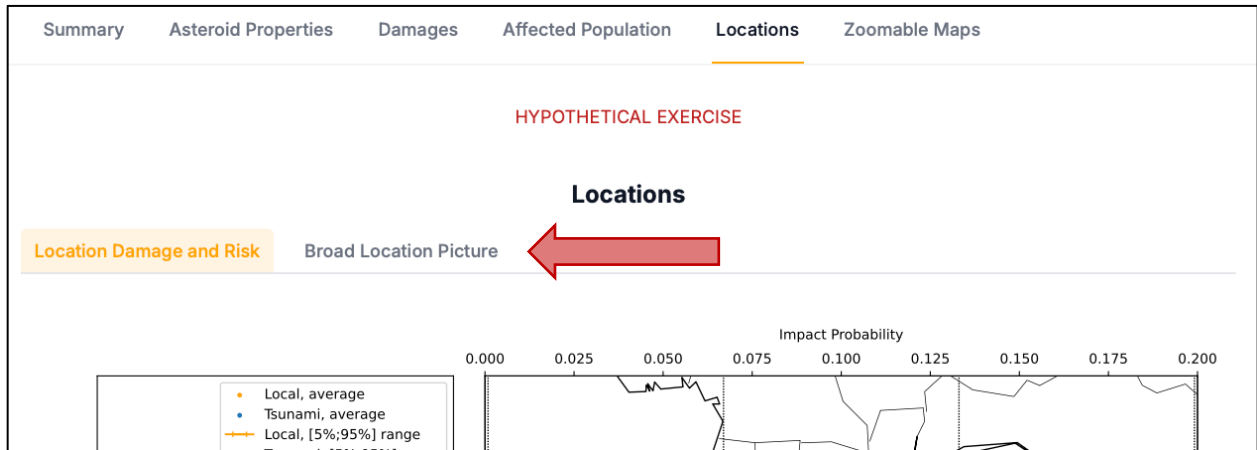 Summary Asteroid Properties Damages Affected Population Locations Zoomable Maps
HYPOTHETICAL EXERCISE
Locations
Location Damage and Risk Broad Location Picture
Impact Probability
0.000 0.025 0.050 0.075 0.100 0.125 0.150 0.175 0.200
Local, average
Tsunami, average
Local, [5%;95%] range